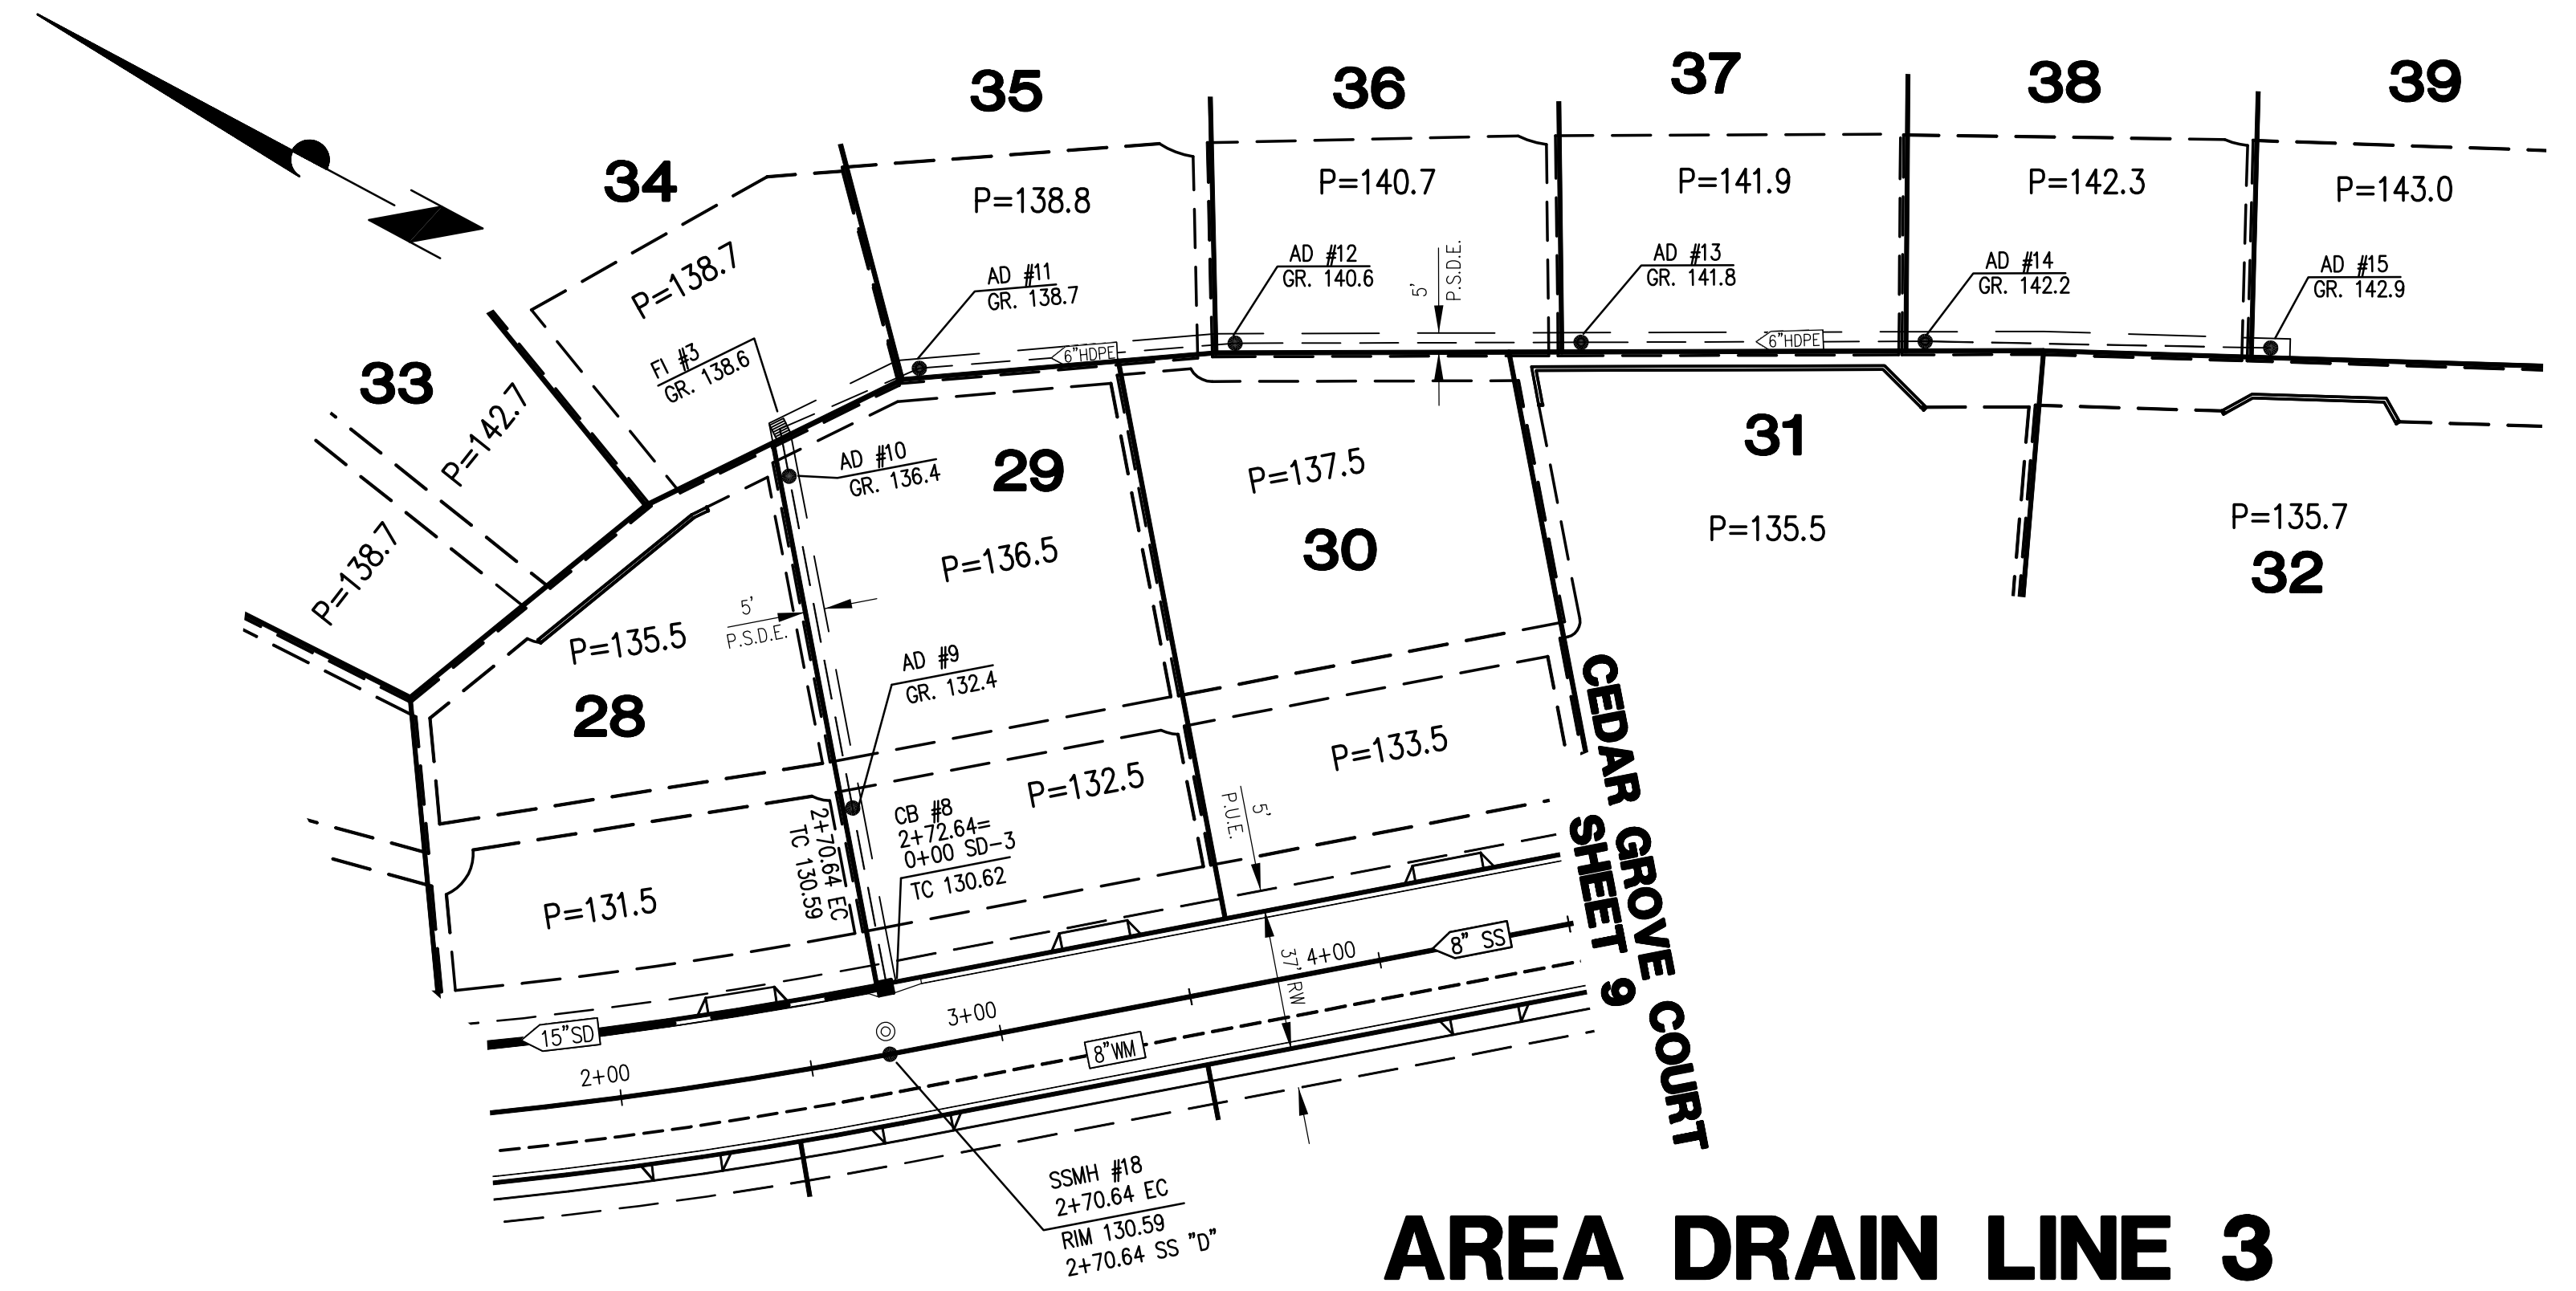 35
36
37
38
39
34
P=138.8
P=140.7
P=141.9
P=142.3
P=143.0
P=138.7
AD #11
GR. 138.7
AD #12
GR. 140.6
5'
P.S.D.E.
AD #13
GR. 141.8
AD #14
GR. 142.2
AD #15
GR. 142.9
6"HDPE
6"HDPE
FI #3
GR. 138.6
33
P=142.7
P=138.7
AD #10
GR. 136.4
29
P=137.5
31
P=136.5
30
P=135.5
P=135.7
32
5'
P.S.D.E.
P=135.5
28
AD #9
GR. 132.4
P=132.5
P=133.5
5'
P.U.E.
CB #8
2+72.64=
0+00 SD-3
TC 130.62
2+70.64 EC
TC 130.59
P=131.5
CEDAR GROVE COURT
SHEET 9
15"SD
2+00
3+00
4+00
8" SS
37' RW
8"WM
SSMH #18
2+70.64 EC
RIM 130.59
2+70.64 SS "D"
AREA DRAIN LINE 3